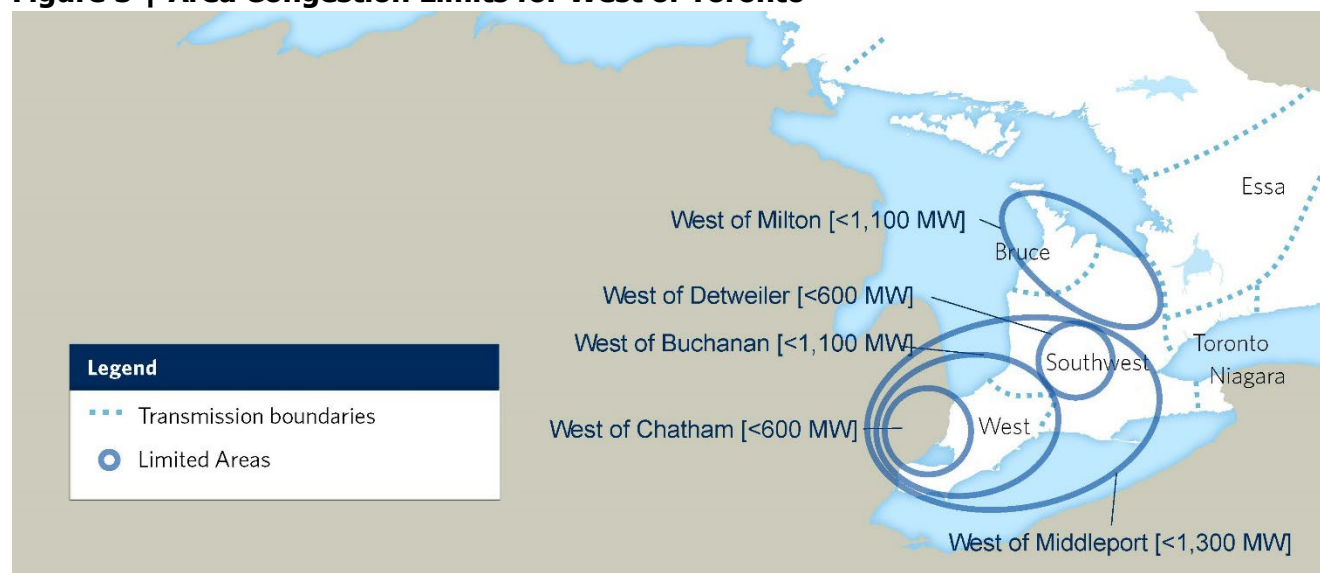 Figure 3 | Area Congestion Limits for West of Toronto
Essa
West of Milton [<1,100 MW]
Bruce
West of Detweiler [<600 MW]
West of Buchanan [<1,100 MW]
Toronto
Southwest
Niagara
Legend
Transmission boundaries
West of Chatham [<600 MW]
West
Limited Areas
West of Middleport [<1,300 MW]